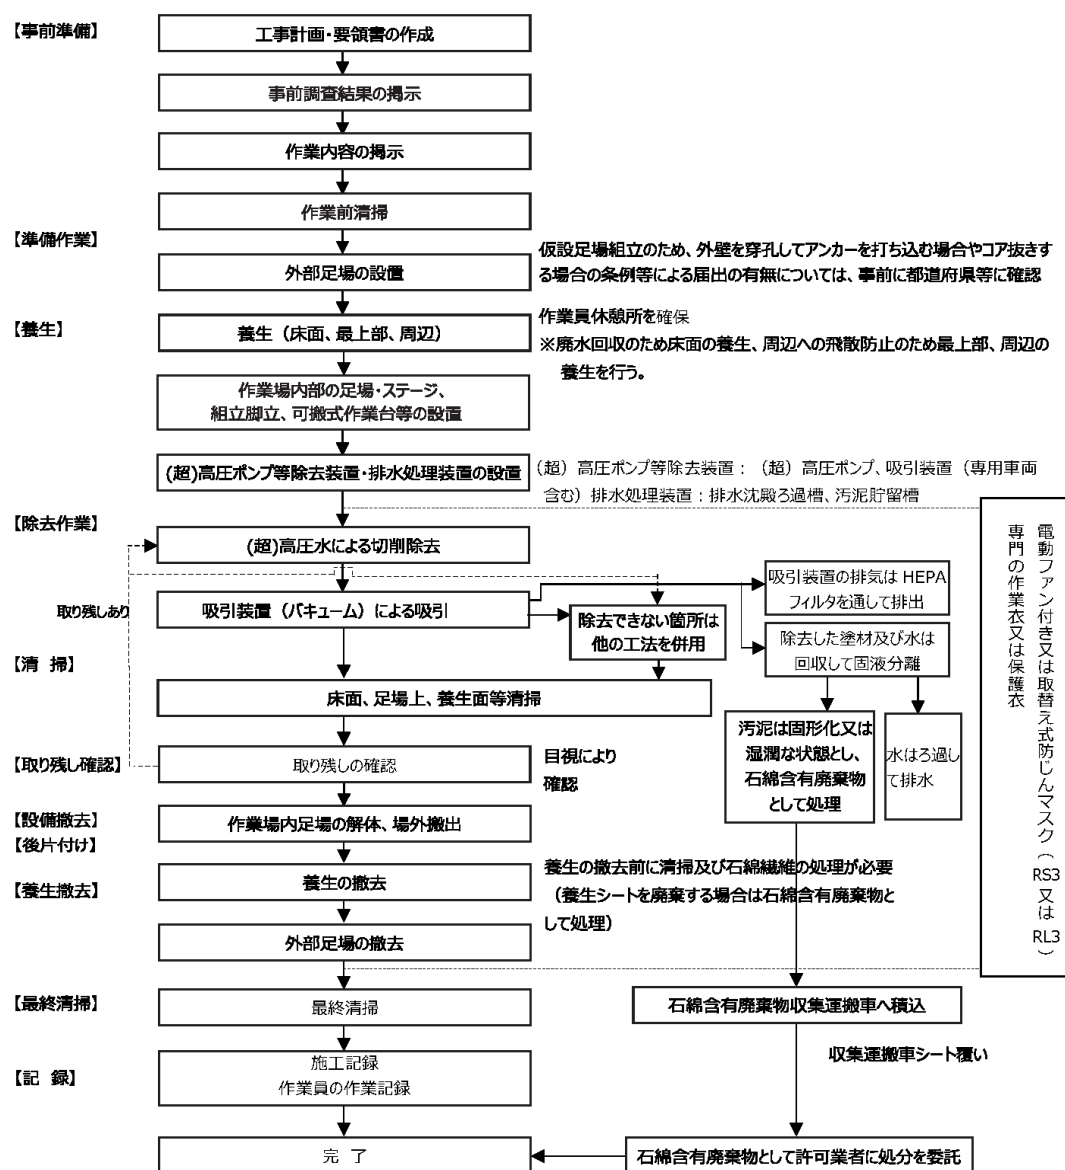 【事前準備】
工事計画・要領書の作成
事前調査結果の掲示
作業内容の掲示
作業前清掃
【準備作業】
外部足場の設置
仮設足場組立のため、外壁を穿孔してアンカーを打ち込む場合やコア抜きす
る場合の条例等による届出の有無については、事前に都道府県等に確認
【養生】
養生（床面、最上部、周辺）
作業員休憩所を確保
※廃水回収のため床面の養生、周辺への飛散防止のため最上部、周辺の
養生を行う。
作業場内部の足場・ステージ、
組立脚立、可搬式作業台等の設置
(超)高圧ポンプ等除去装置・排水処理装置の設置
（超）高圧ポンプ等除去装置：（超）高圧ポンプ、吸引装置（専用車両
含む）排水処理装置：排水沈殿ろ過槽、汚泥貯留槽
【除去作業】
(超)高圧水による切削除去
取り残しあり
吸引装置（バキューム）による吸引
除去できない箇所は
他の工法を併用
吸引装置の排気は HEPA
フィルタを通して排出
除去した塗材及び水は
回収して固液分離
電動ファン付き又は取替え式防じんマスク（RS3 又は RL3）
専門の作業衣又は保護衣
【清 掃】
床面、足場上、養生面等清掃
汚泥は固形化又は
湿潤な状態とし、
石綿含有廃棄物
として処理
水はろ過し
て排水
【取り残し確認】
取り残しの確認
目視により
確認
【設備撤去】
【後片付け】
作業場内足場の解体、場外搬出
【養生撤去】
養生の撤去
養生の撤去前に清掃及び石綿繊維の処理が必要
（養生シートを廃棄する場合は石綿含有廃棄物と
して処理）
外部足場の撤去
【最終清掃】
最終清掃
石綿含有廃棄物収集運搬車へ積込
収集運搬車シート覆い
【記 録】
施工記録
作業員の作業記録
完 了
石綿含有廃棄物として許可業者に処分を委託